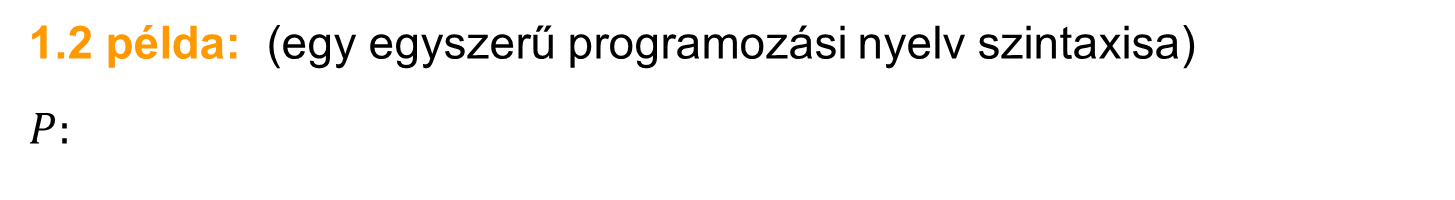 1.2 példa: (egy egyszerű programozási nyelv szintaxisa)
P: